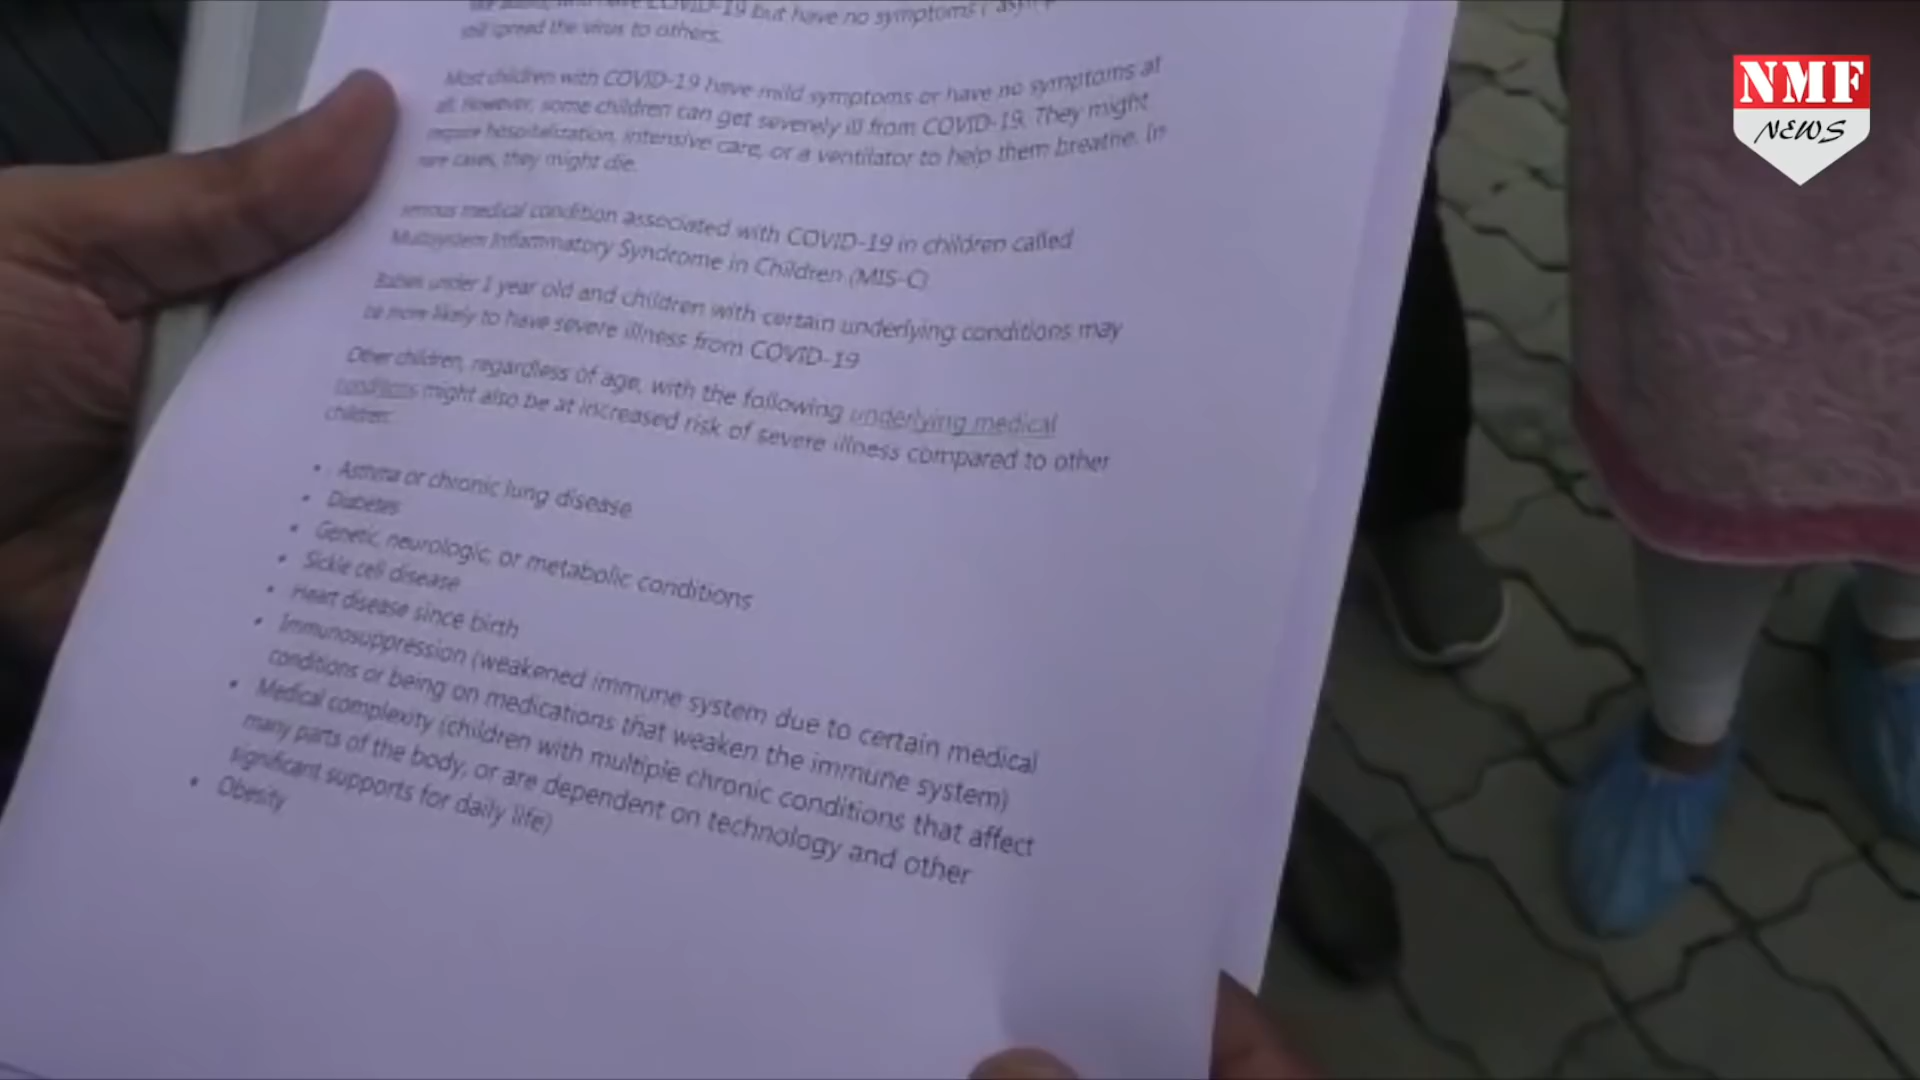 COVID-19 but have no symptoms
still spread the virus to others.
Most children with COVID-19 have mild symptoms or have no symptoms at
all. However, some children can get severely ill from COVID-19. They might
require hospitalization, intensive care, or a ventilator to help them breathe. In
rare cases, they might die.
serious medical condition associated with COVID-19 in children called
Multisystem Inflammatory Syndrome in Children (MIS-C)
Babies under 1 year old and children with certain underlying conditions may
be more likely to have severe illness from COVID-19
Other children, regardless of age, with the following underlying medical
conditions might also be at increased risk of severe illness compared to other
children:
• Asthma or chronic lung disease
• Diabetes
• Genetic, neurologic, or metabolic conditions
• Sickle cell disease
• Heart disease since birth
• Immunosuppression (weakened immune system due to certain medical
conditions or being on medications that weaken the immune system)
• Medical complexity (children with multiple chronic conditions that affect
many parts of the body, or are dependent on technology and other
significant supports for daily life)
• Obesity
NMF
NEWS